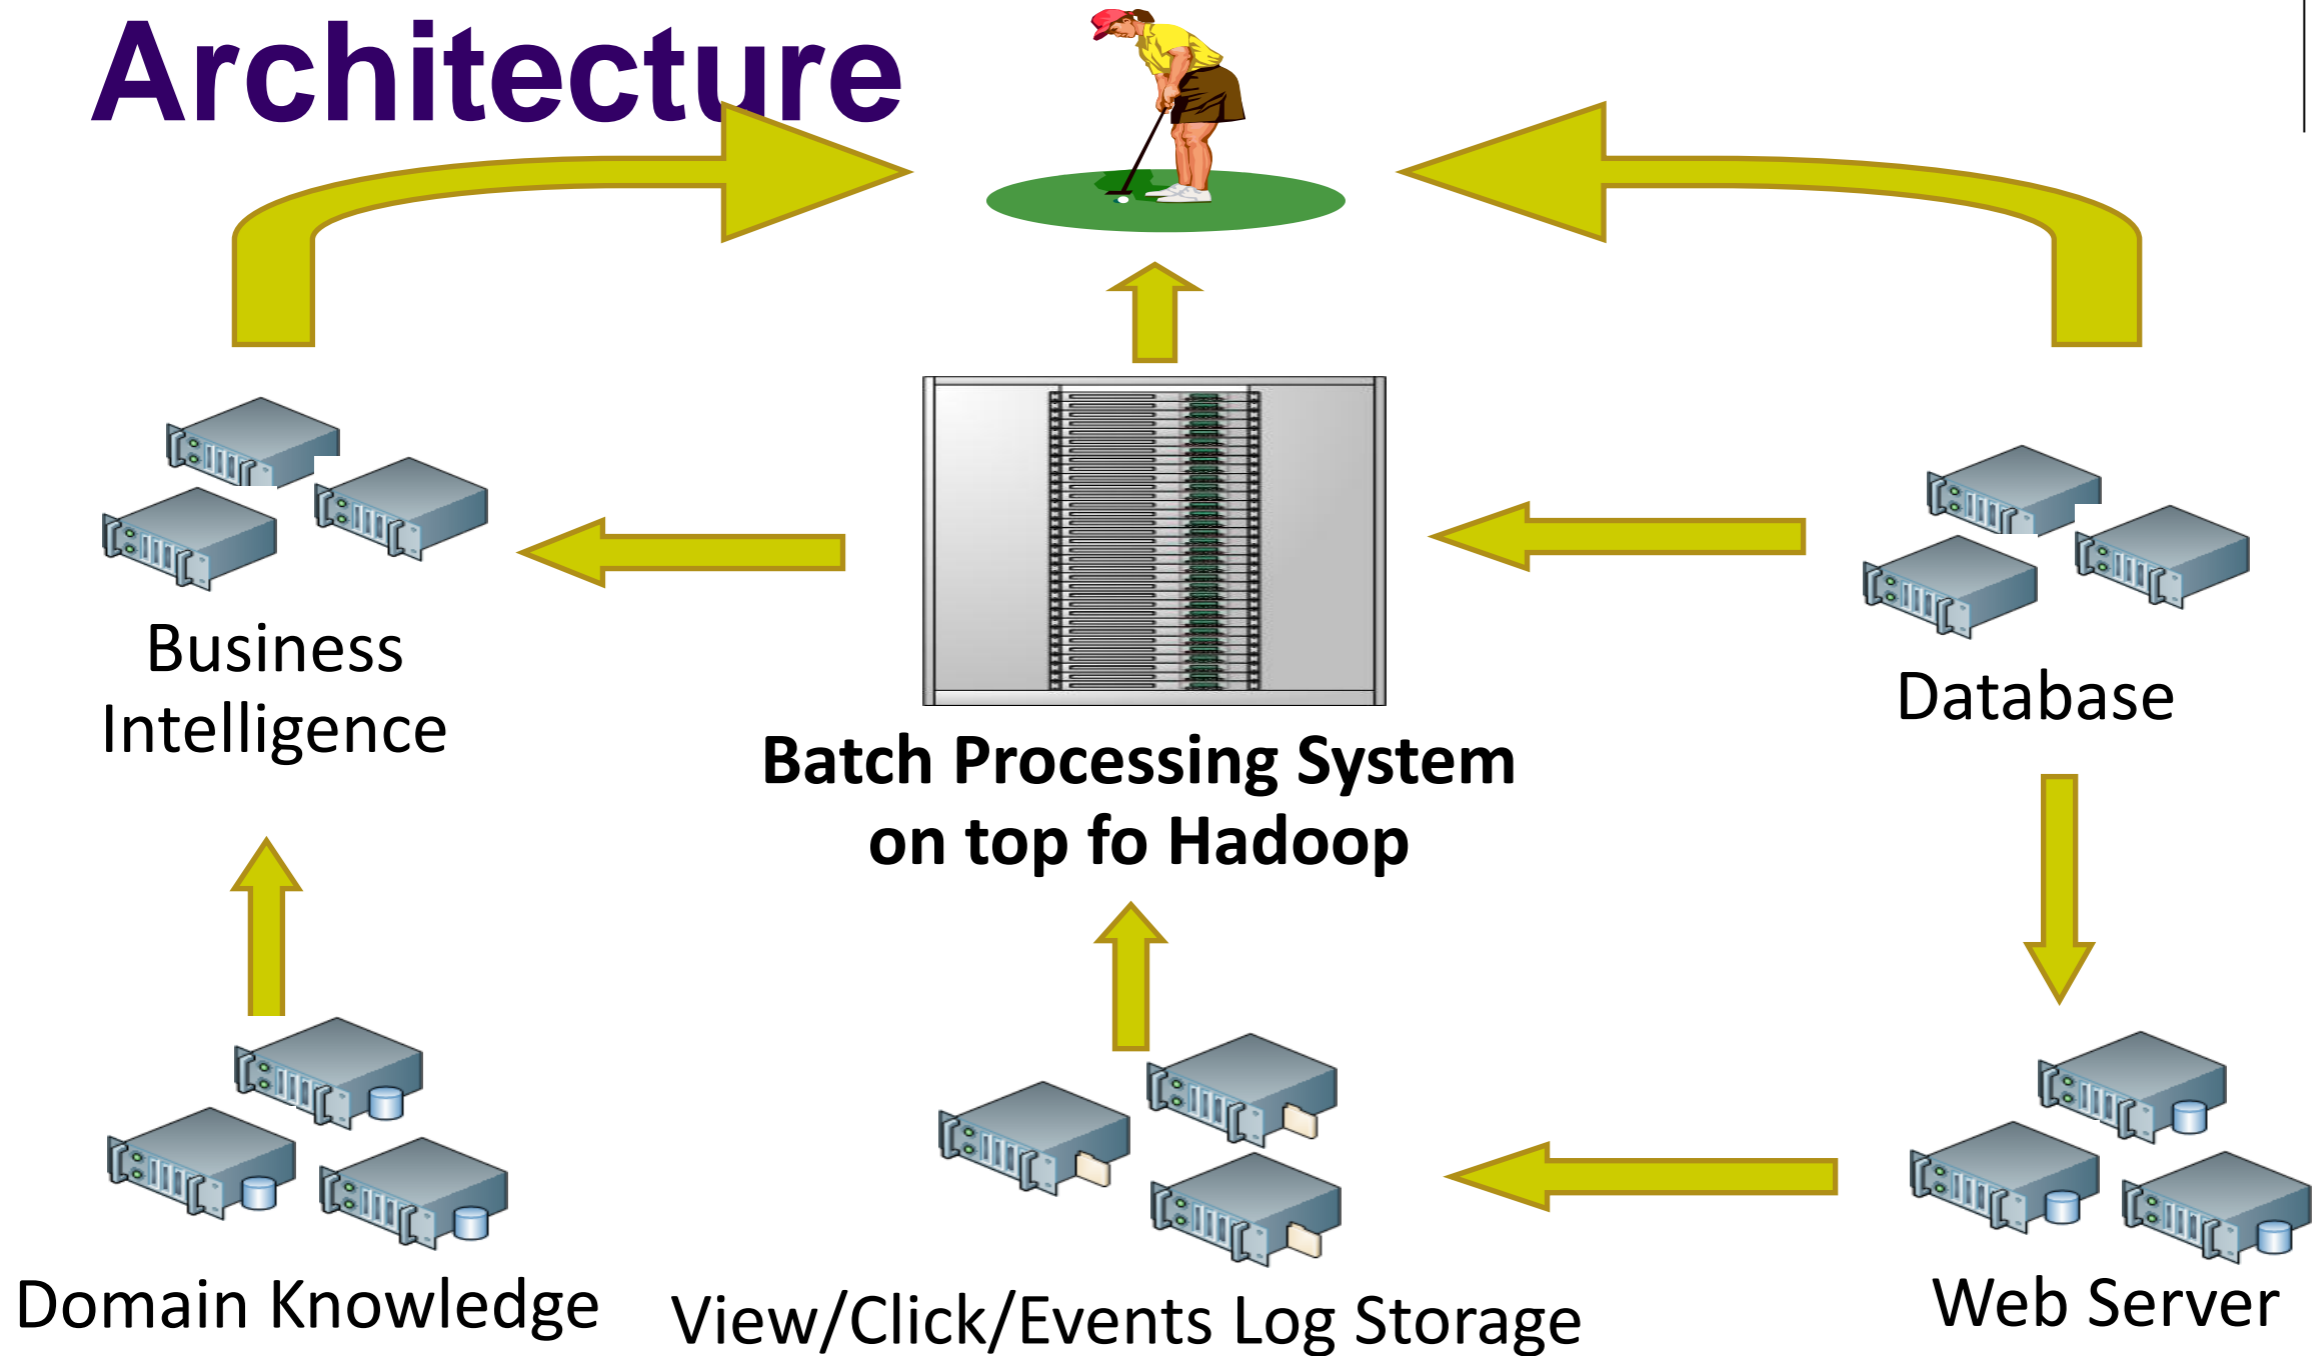 Architecture
Business
Intelligence
Batch Processing System
on top fo Hadoop
Database
Domain Knowledge
View/Click/Events Log Storage
Web Server